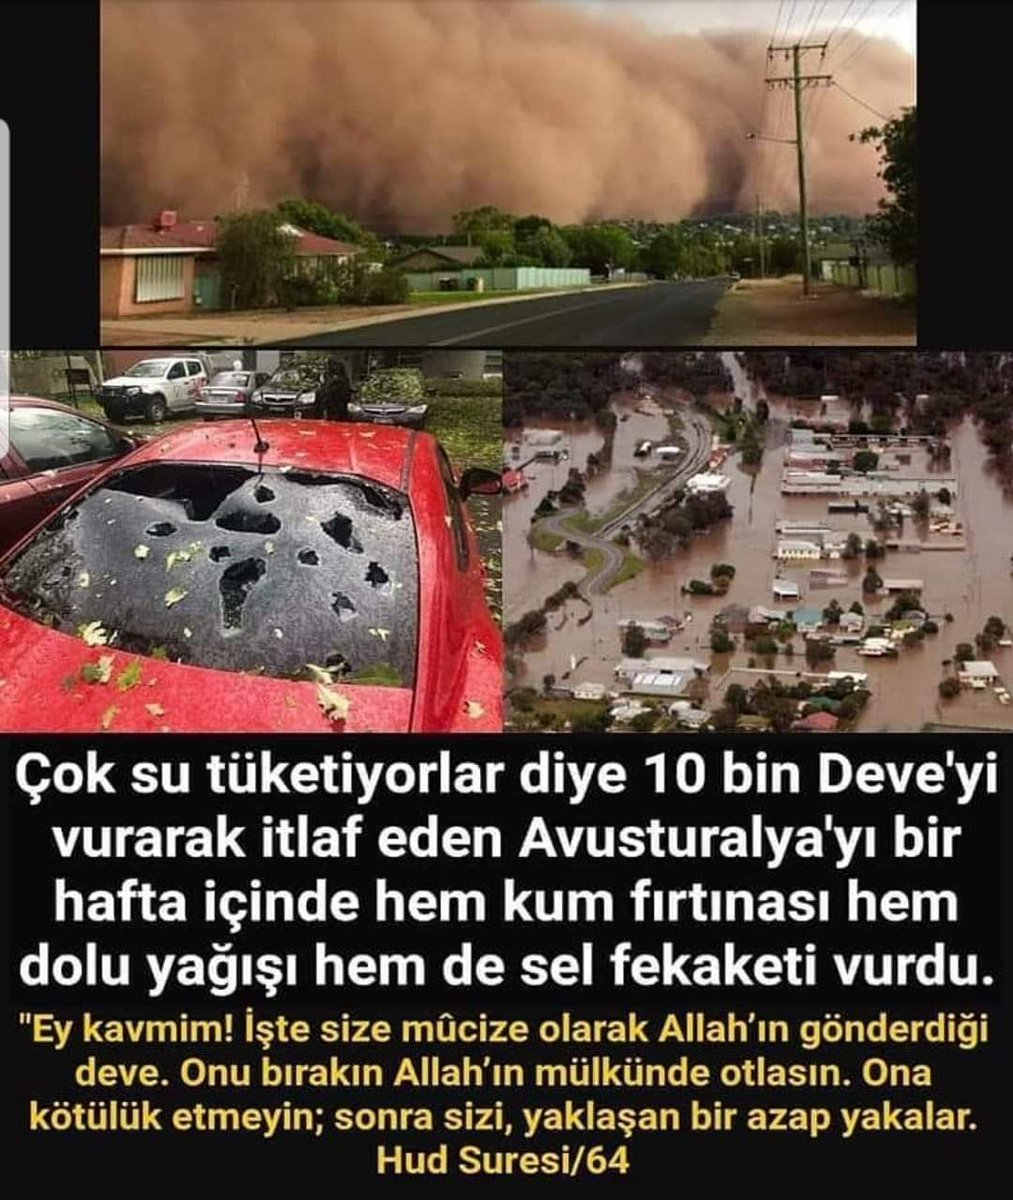 Çok su tüketiyorlar diye 10 bin Deve'yi
vurarak itlaf eden Avusturalya'yı bir
hafta içinde hem kum fırtınası hem
dolu yağışı hem de sel fekaketi vurdu.
"Ey kavmim! İşte size mûcize olarak Allah’ın gönderdiği
deve. Onu bırakın Allah’ın mülkünde otlasın. Ona
kötülük etmeyin; sonra sizi, yaklaşan bir azap yakalar.
Hud Suresi/64